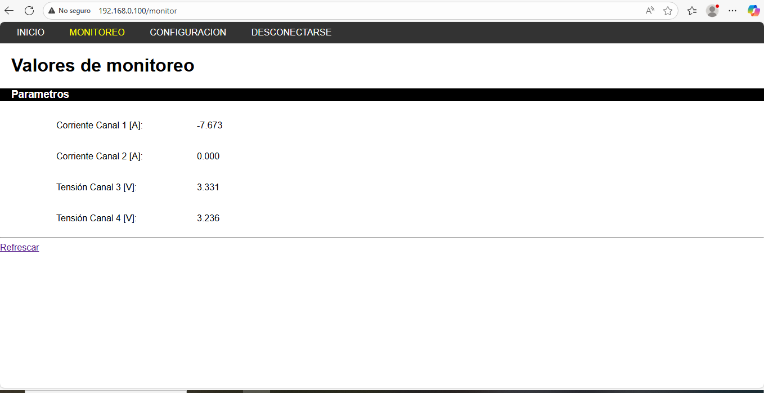 No seguro 192.168.0.100/monitor
INICIO MONITOREO CONFIGURACION DESCONECTARSE
Valores de monitoreo
Parametros
Corriente Canal 1 [A]: -7.673
Corriente Canal 2 [A]: 0.000
Tensión Canal 3 [V]: 3.331
Tensión Canal 4 [V]: 3.236
Refrescar